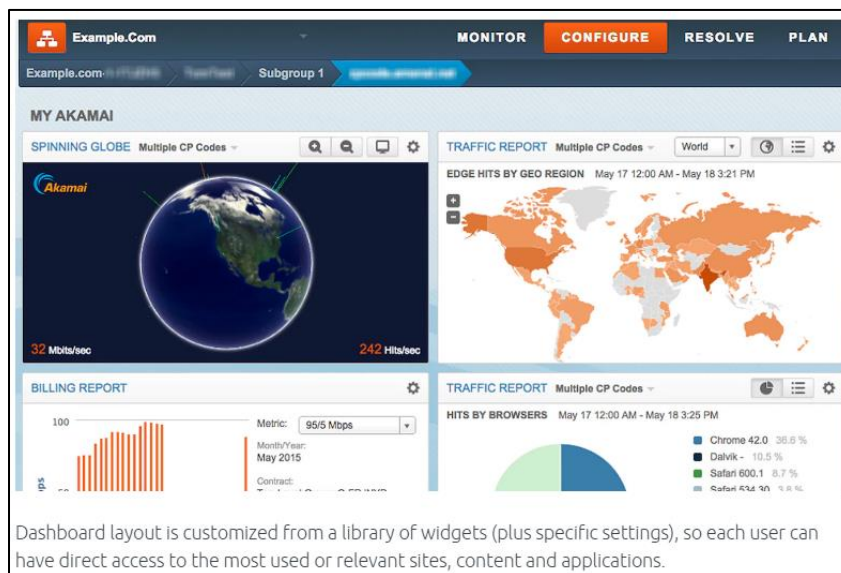 Example.Com
MONITOR CONFIGURE RESOLVE PLAN
Example.com- Subgroup 1
MY AKAMAI
SPINNING GLOBE Multiple CP Codes
Akamai
32 Mbits/sec
242 Hits/sec
TRAFFIC REPORT Multiple CP Codes World
EDGE HITS BY GEO REGION May 17 12:00 AM - May 18 3:21 PM
BILLING REPORT
100
Metric: 95/5 Mbps
Month/Year:
May 2015
Contract:
TRAFFIC REPORT Multiple CP Codes
HITS BY BROWSERS May 17 12:00 AM - May 18 3:25 PM
Chrome 42.0 36.6 %
Dalvik - 10.5 %
Safari 600.1 8.7 %
Safari 534.30 3.8 %
Dashboard layout is customized from a library of widgets (plus specific settings), so each user can
have direct access to the most used or relevant sites, content and applications.